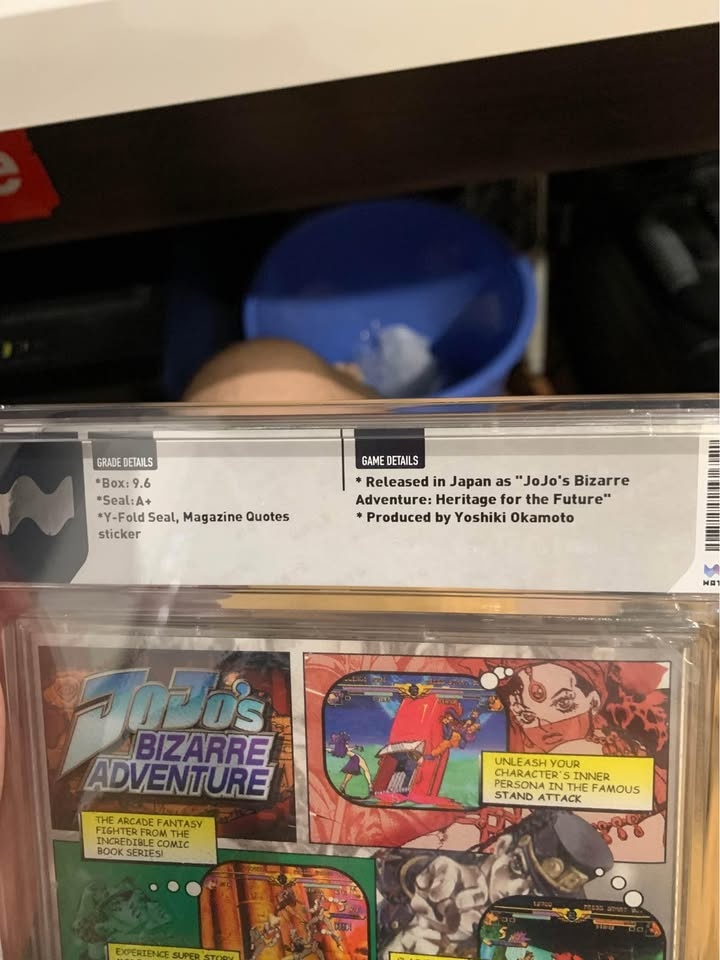 e
GRADE DETAILS
*Box: 9.6
*Seal: A+
*Y-Fold Seal, Magazine Quotes
sticker
GAME DETAILS
* Released in Japan as "JoJo's Bizarre
Adventure: Heritage for the Future"
* Produced by Yoshiki Okamoto
JOJO'S
BIZARRE
ADVENTURE
UNLEASH YOUR
CHARACTER'S INNER
PERSONA IN THE FAMOUS
STAND ATTACK
THE ARCADE FANTASY
FIGHTER FROM THE
INCREDIBLE COMIC
BOOK SERIES!
EXPERIENCE SUPER STORY